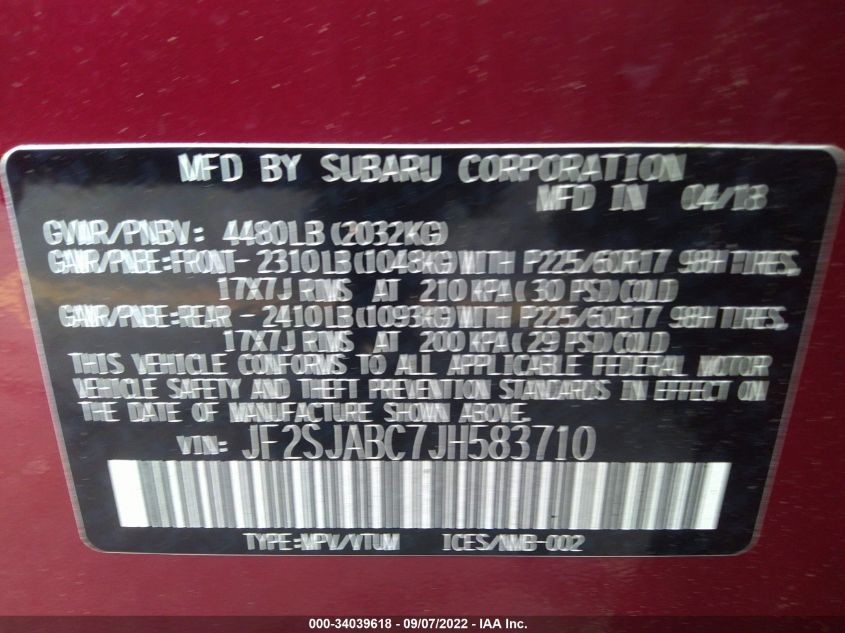 MFD BY SUBARU CORPORATION
MFD IN 04/18
GVWR/PNBV: 4480LB(2032KG)
GAWR/PNBE:FRONT- 2310LB(1048KG)WITH P225/60R17 98H TIRES,
17X7J RIMS AT 210 KPA(30 PSI)COLD
GAWR/PNBE:REAR - 2410LB(1093KG)WITH P225/60R17 98H TIRES,
17X7J RIMS AT 200 KPA(29 PSI)COLD
THIS VEHICLE CONFORMS TO ALL APPLICABLE FEDERAL MOTOR
VEHICLE SAFETY AND THEFT PREVENTION STANDARDS IN EFFECT ON
THE DATE OF MANUFACTURE SHOWN ABOVE.
VIN: JF2SJABC7JH583710
TYPE:MPV/VTUM ICES/NMB-002
000-34039618 - 09/07/2022 - IAA Inc.